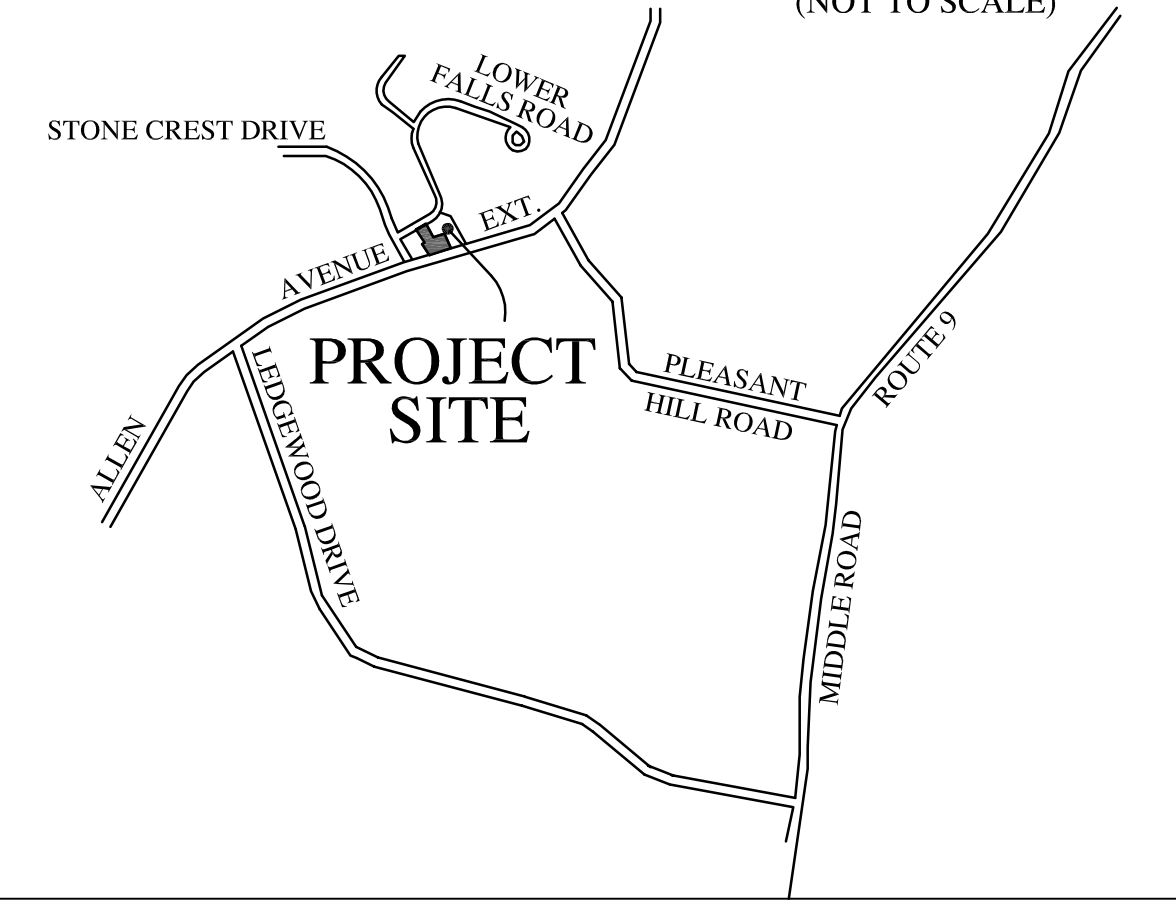 (NOT TO SCALE)
LOWER
FALLS ROAD
STONE CREST DRIVE
EXT.
AVENUE
PROJECT
SITE
ROUTE 9
PLEASANT
HILL ROAD
LEDGEWOOD DRIVE
ALLEN
MIDDLE ROAD